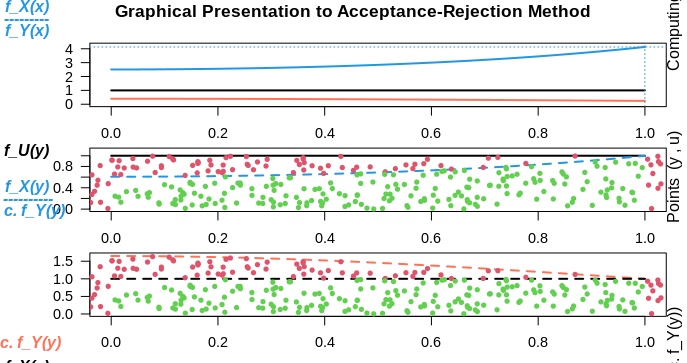 Graphical Presentation to Acceptance-Rejection Method
f_X(x)
--------
f_Y(x)
4
3
2
1
0
0.0 0.2 0.4 0.6 0.8 1.0
Computing
f_U(y)
f_X(x)
-----------
c. f_Y(y)
0.8
0.4
0.0
0.0 0.2 0.4 0.6 0.8 1.0
Points (y , u)
1.5
1.0
0.5
0.0
0.0 0.2 0.4 0.6 0.8 1.0
c. f_Y(y)
f_Y(y))